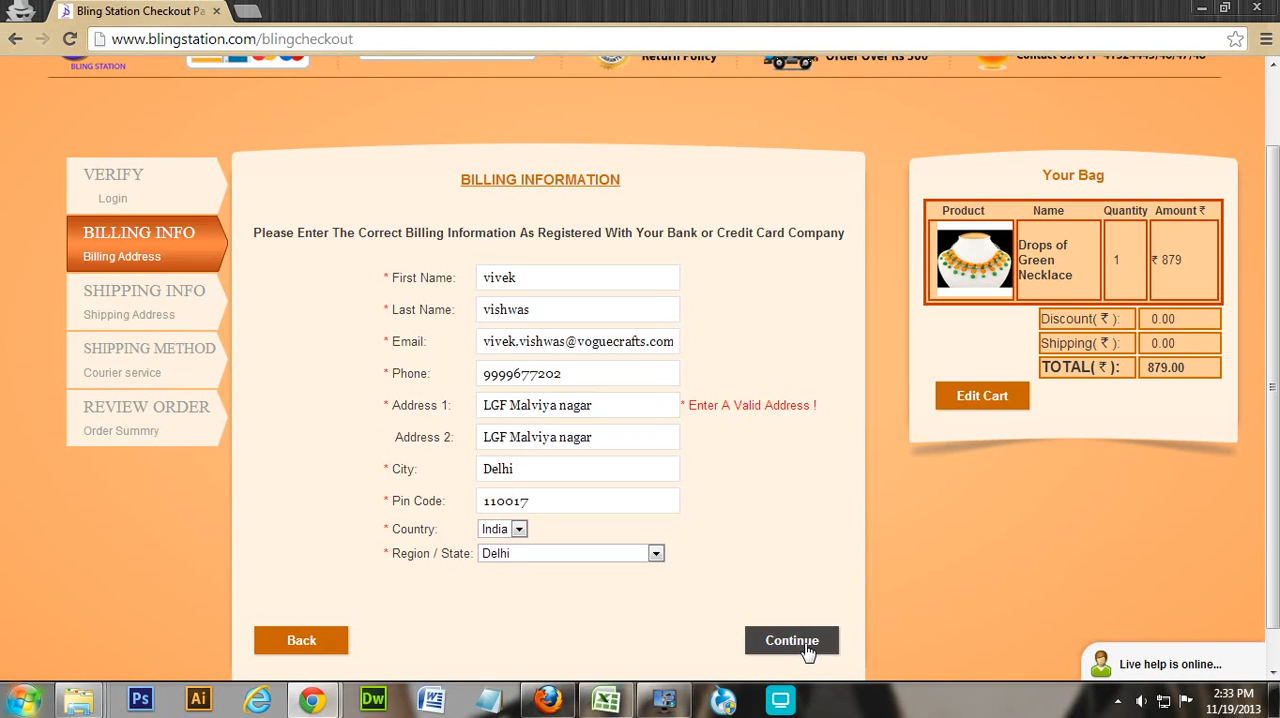 Bling Station Checkout Pa
www.blingstation.com/blingcheckout
BLING STATION
Return Policy
Order Over Rs 500
VERIFY
Login
BILLING INFO
Billing Address
SHIPPING INFO
Shipping Address
SHIPPING METHOD
Courier service
REVIEW ORDER
Order Summry
BILLING INFORMATION
Please Enter The Correct Billing Information As Registered With Your Bank or Credit Card Company
* First Name: vivek
* Last Name: vishwas
* Email: vivek.vishwas@voguecrafts.com
* Phone: 9999677202
* Address 1: LGF Malviya nagar * Enter A Valid Address !
Address 2: LGF Malviya nagar
* City: Delhi
* Pin Code: 110017
* Country: India
* Region / State: Delhi
Back
Continue
Your Bag
Product Name Quantity Amount ₹
Drops of
Green
Necklace
1
₹ 879
Discount( ₹ ): 0.00
Shipping( ₹ ): 0.00
TOTAL( ₹ ): 879.00
Edit Cart
Live help is online...
Ps
Ai
Dw
2:33 PM
11/19/2013